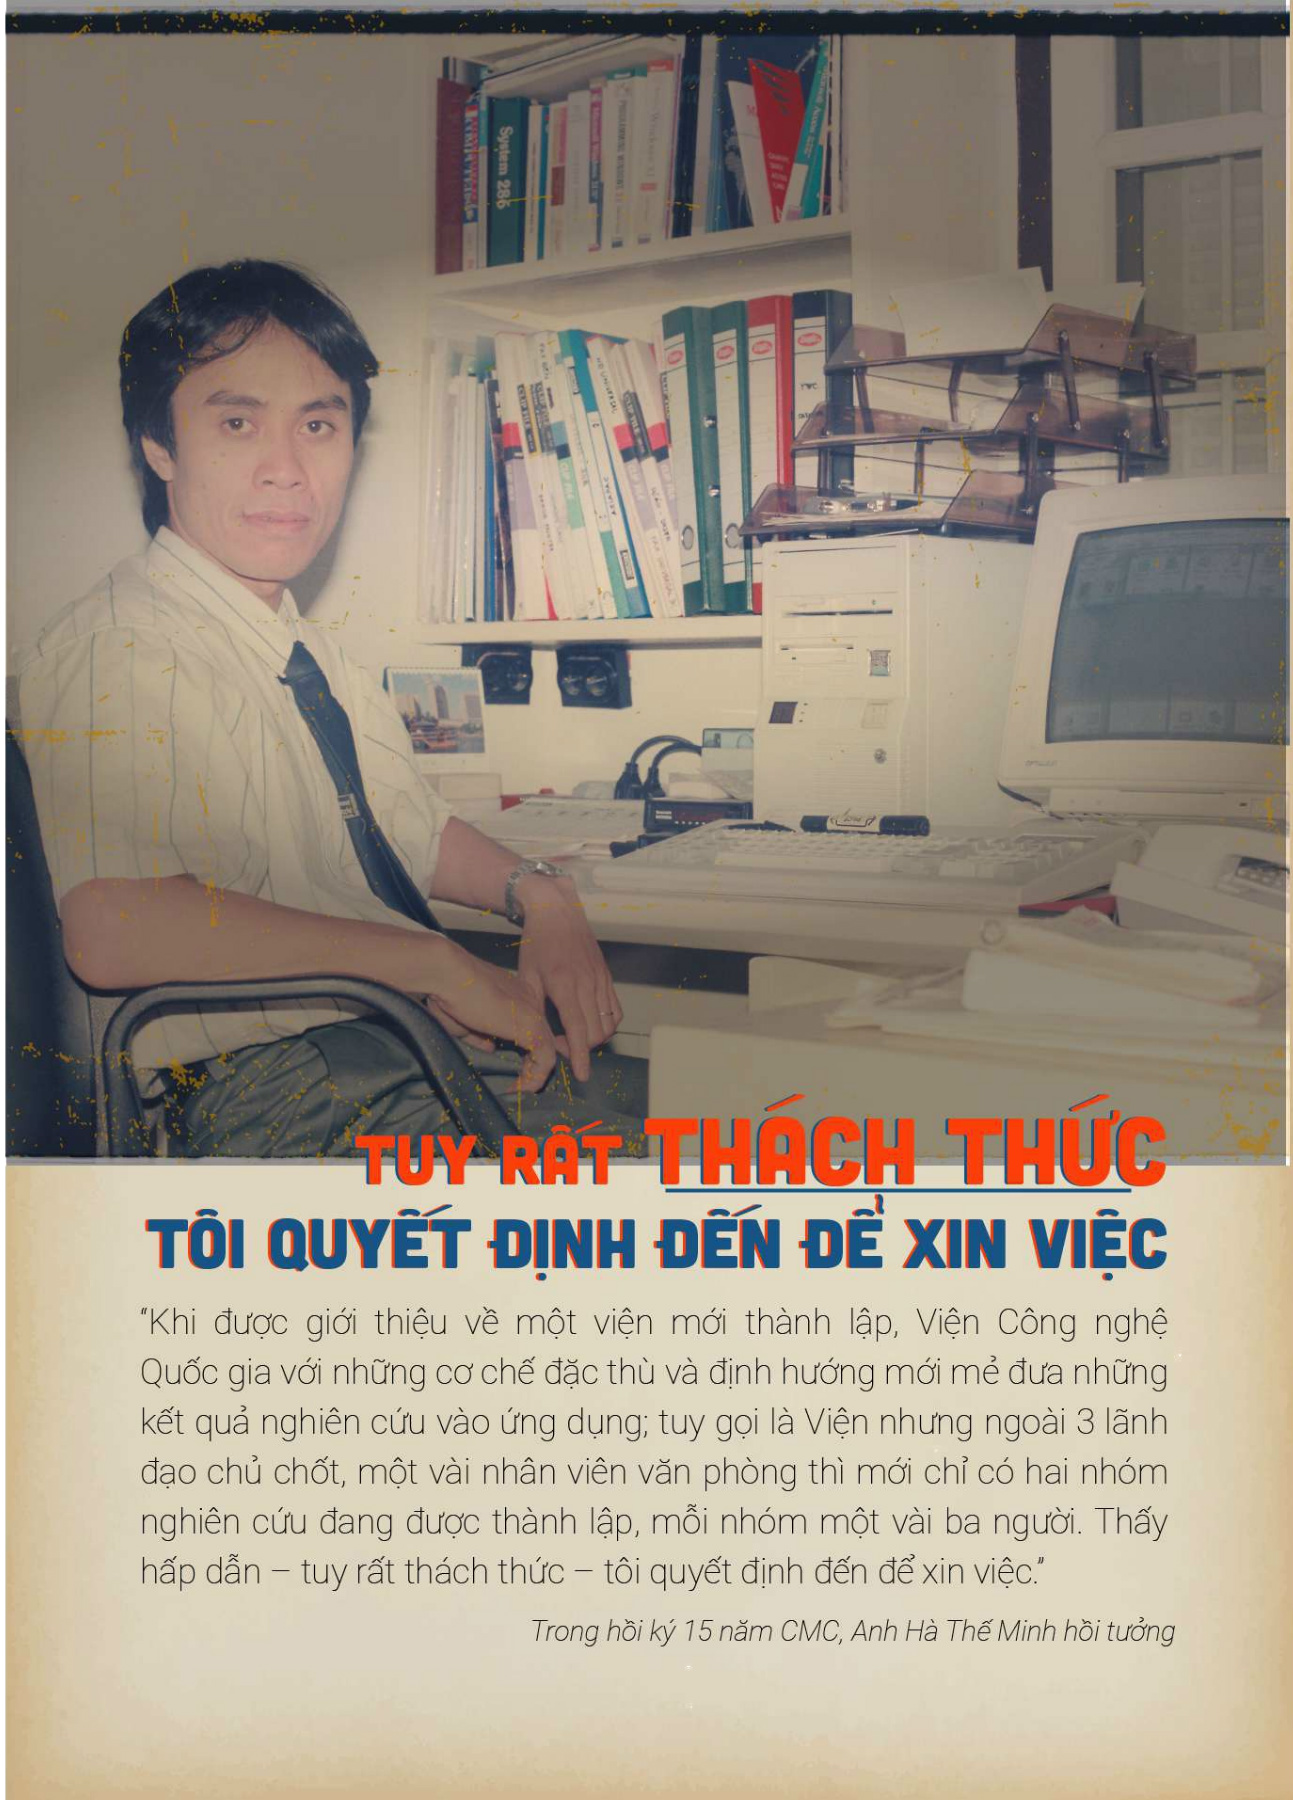 System 286
TUY RẤT THÁCH THỨC
TÔI QUYẾT ĐỊNH ĐẾN ĐỂ XIN VIỆC
“Khi được giới thiệu về một viện mới thành lập, Viện Công nghệ
Quốc gia với những cơ chế đặc thù và định hướng mới mẻ đưa những
kết quả nghiên cứu vào ứng dụng; tuy gọi là Viện nhưng ngoài 3 lãnh
đạo chủ chốt, một vài nhân viên văn phòng thì mới chỉ có hai nhóm
nghiên cứu đang được thành lập, mỗi nhóm một vài ba người. Thấy
hấp dẫn – tuy rất thách thức – tôi quyết định đến để xin việc.”
Trong hồi ký 15 năm CMC, Anh Hà Thế Minh hồi tưởng